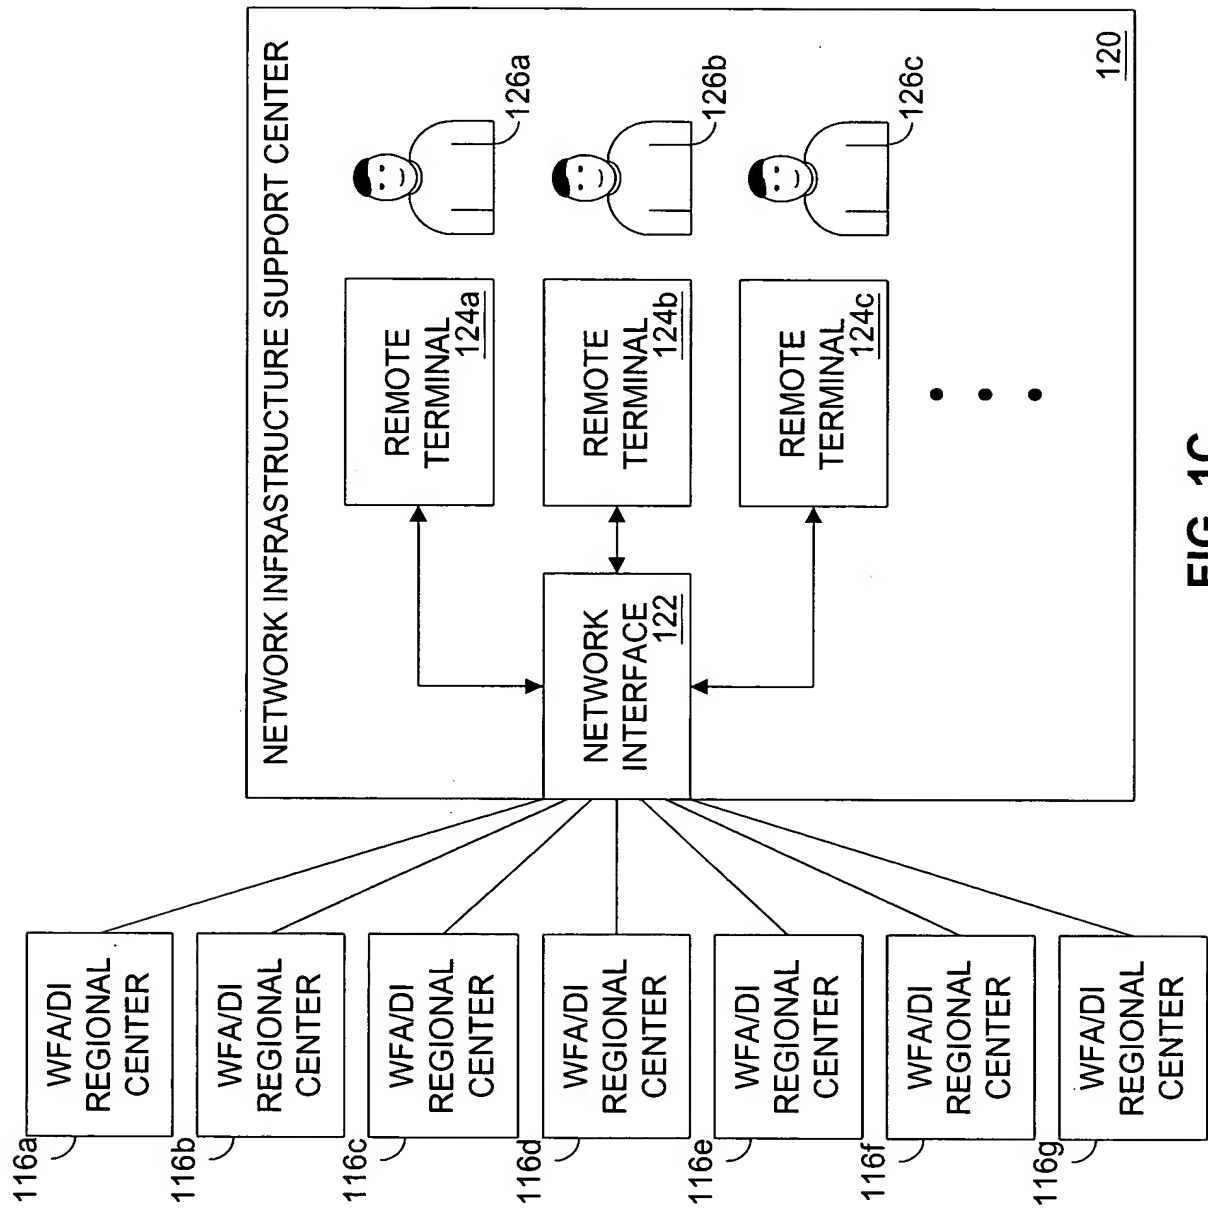 NETWORK INFRASTRUCTURE SUPPORT CENTER
116a
WFA/DI
REGIONAL
CENTER
116b
WFA/DI
REGIONAL
CENTER
116c
WFA/DI
REGIONAL
CENTER
116d
WFA/DI
REGIONAL
CENTER
116e
WFA/DI
REGIONAL
CENTER
116f
WFA/DI
REGIONAL
CENTER
116g
WFA/DI
REGIONAL
CENTER
NETWORK
INTERFACE
122
REMOTE
TERMINAL
124a
126a
REMOTE
TERMINAL
124b
126b
REMOTE
TERMINAL
124c
126c
120
FIG. 1C